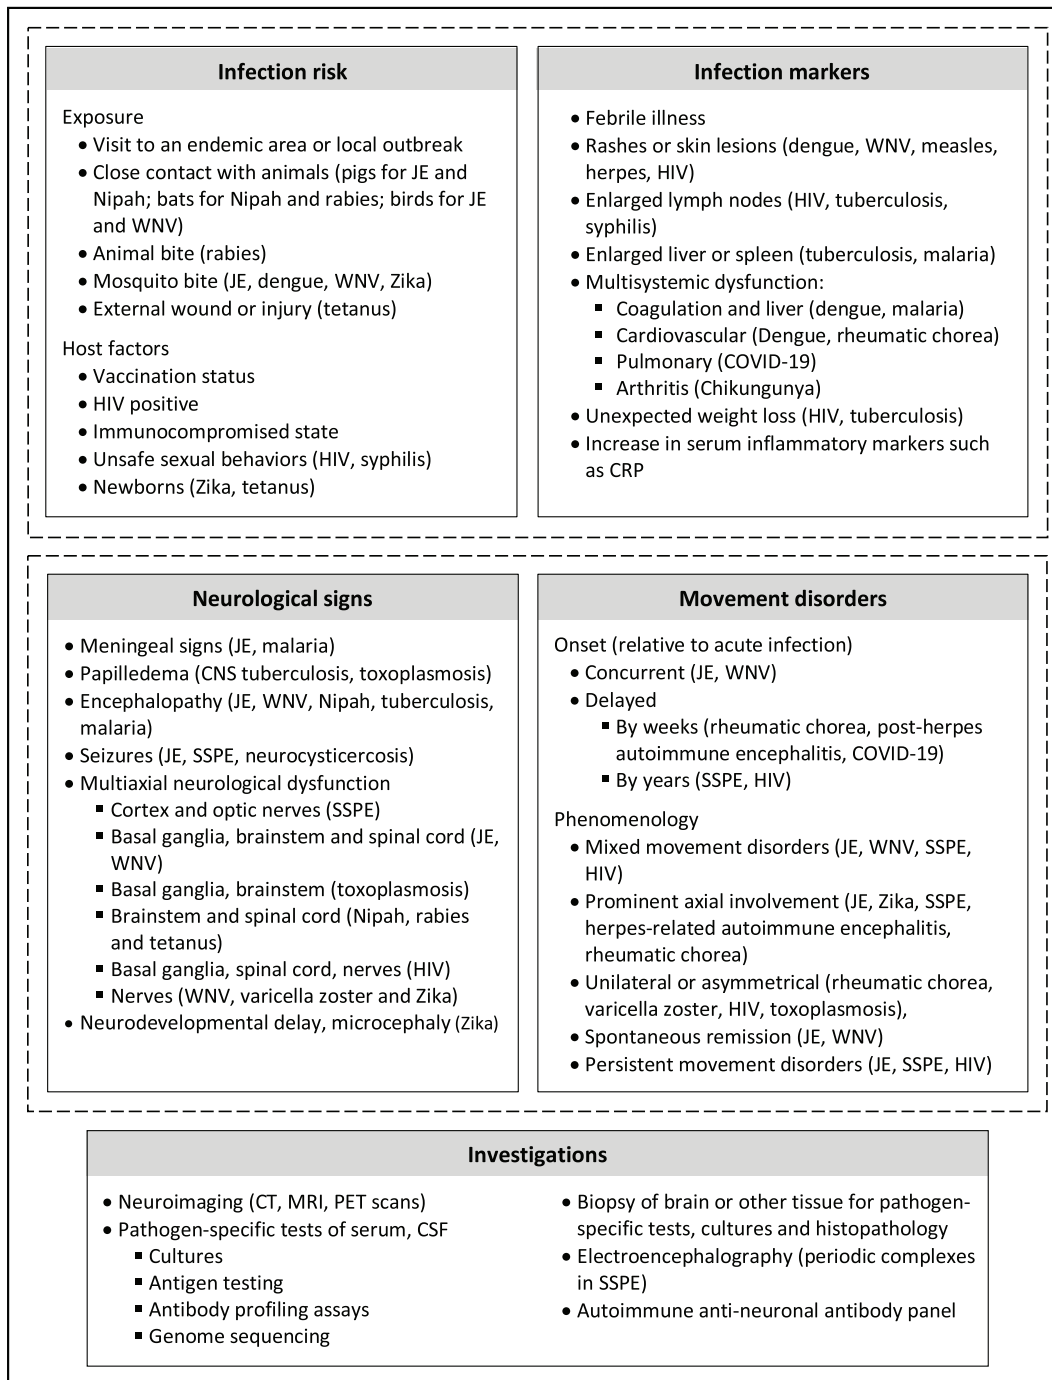 Infection risk
Exposure
• Visit to an endemic area or local outbreak
• Close contact with animals (pigs for JE and
Nipah; bats for Nipah and rabies; birds for JE
and WNV)
• Animal bite (rabies)
• Mosquito bite (JE, dengue, WNV, Zika)
• External wound or injury (tetanus)
Host factors
• Vaccination status
• HIV positive
• Immunocompromised state
• Unsafe sexual behaviors (HIV, syphilis)
• Newborns (Zika, tetanus)
Infection markers
• Febrile illness
• Rashes or skin lesions (dengue, WNV, measles,
herpes, HIV)
• Enlarged lymph nodes (HIV, tuberculosis,
syphilis)
• Enlarged liver or spleen (tuberculosis, malaria)
• Multisystemic dysfunction:
▪ Coagulation and liver (dengue, malaria)
▪ Cardiovascular (Dengue, rheumatic chorea)
▪ Pulmonary (COVID-19)
▪ Arthritis (Chikungunya)
• Unexpected weight loss (HIV, tuberculosis)
• Increase in serum inflammatory markers such
as CRP
Neurological signs
• Meningeal signs (JE, malaria)
• Papilledema (CNS tuberculosis, toxoplasmosis)
• Encephalopathy (JE, WNV, Nipah, tuberculosis,
malaria)
• Seizures (JE, SSPE, neurocysticercosis)
• Multiaxial neurological dysfunction
▪ Cortex and optic nerves (SSPE)
▪ Basal ganglia, brainstem and spinal cord (JE,
WNV)
▪ Basal ganglia, brainstem (toxoplasmosis)
▪ Brainstem and spinal cord (Nipah, rabies
and tetanus)
▪ Basal ganglia, spinal cord, nerves (HIV)
▪ Nerves (WNV, varicella zoster and Zika)
• Neurodevelopmental delay, microcephaly (Zika)
Movement disorders
Onset (relative to acute infection)
• Concurrent (JE, WNV)
• Delayed
▪ By weeks (rheumatic chorea, post-herpes
autoimmune encephalitis, COVID-19)
▪ By years (SSPE, HIV)
Phenomenology
• Mixed movement disorders (JE, WNV, SSPE,
HIV)
• Prominent axial involvement (JE, Zika, SSPE,
herpes-related autoimmune encephalitis,
rheumatic chorea)
• Unilateral or asymmetrical (rheumatic chorea,
varicella zoster, HIV, toxoplasmosis),
• Spontaneous remission (JE, WNV)
• Persistent movement disorders (JE, SSPE, HIV)
Investigations
• Neuroimaging (CT, MRI, PET scans)
• Pathogen-specific tests of serum, CSF
▪ Cultures
▪ Antigen testing
▪ Antibody profiling assays
▪ Genome sequencing
• Biopsy of brain or other tissue for pathogen-
specific tests, cultures and histopathology
• Electroencephalography (periodic complexes
in SSPE)
• Autoimmune anti-neuronal antibody panel